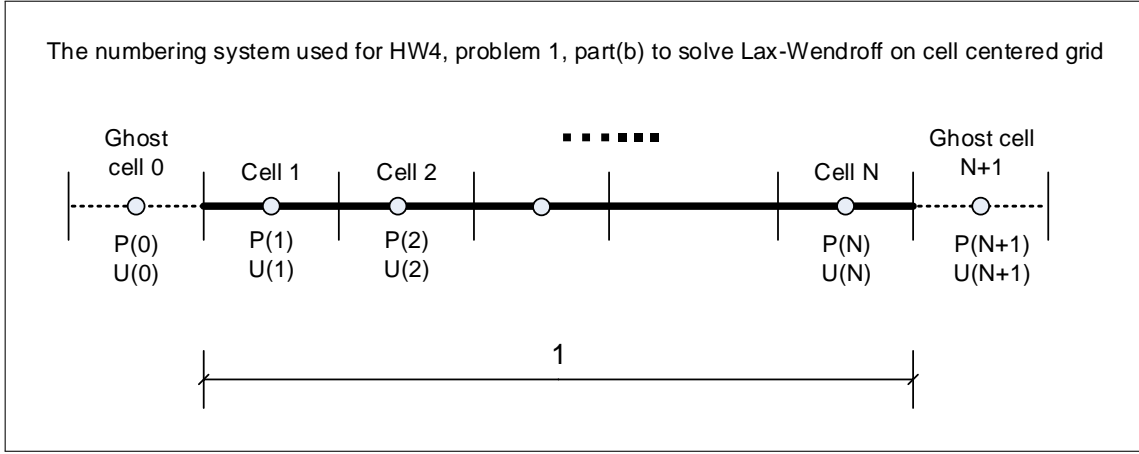 The numbering system used for HW4, problem 1, part(b) to solve Lax-Wendroff on cell centered grid
Ghost
cell 0
Cell 1
Cell 2
Cell N
Ghost cell
N+1
P(0)
U(0)
P(1)
U(1)
P(2)
U(2)
P(N)
U(N)
P(N+1)
U(N+1)
1